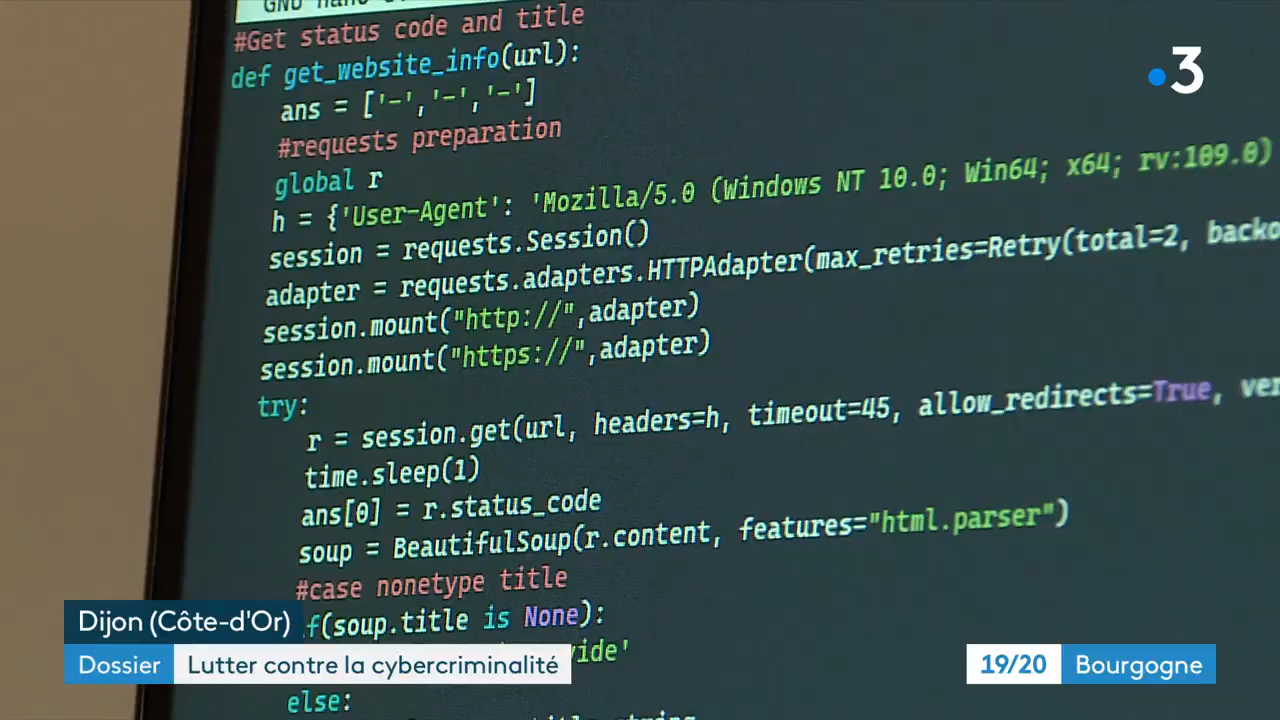 GNU nano
#Get status code and title
def get_website_info(url):
ans = ['-','-','-']
#requests preparation
global r
h = {'User-Agent': 'Mozilla/5.0 (Windows NT 10.0; Win64; x64; rv:109.0)
session = requests.Session()
adapter = requests.adapters.HTTPAdapter(max_retries=Retry(total=2, backo
session.mount("http://",adapter)
session.mount("https://",adapter)
try:
r = session.get(url, headers=h, timeout=45, allow_redirects=True, ver
time.sleep(1)
ans[0] = r.status_code
soup = BeautifulSoup(r.content, features="html.parser")
#case nonetype title
f(soup.title is None):
vide'
else:
3
Dijon (Côte-d'Or)
Dossier Lutter contre la cybercriminalité
19/20 Bourgogne